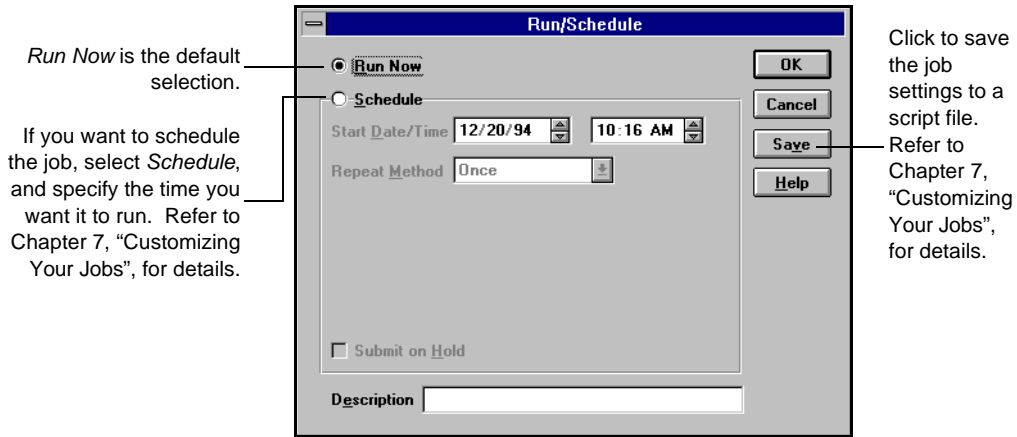 Run Now is the default
selection.
If you want to schedule
the job, select Schedule,
and specify the time you
want it to run.  Refer to
Chapter 7, “Customizing
Your Jobs”, for details.
Run/Schedule
Run Now
Schedule
Start Date/Time 12/20/94 10:16 AM
Repeat Method Once
Submit on Hold
Description
OK
Cancel
Save
Help
Click to save
the job
settings to a
script file.
Refer to
Chapter 7,
“Customizing
Your Jobs”,
for details.